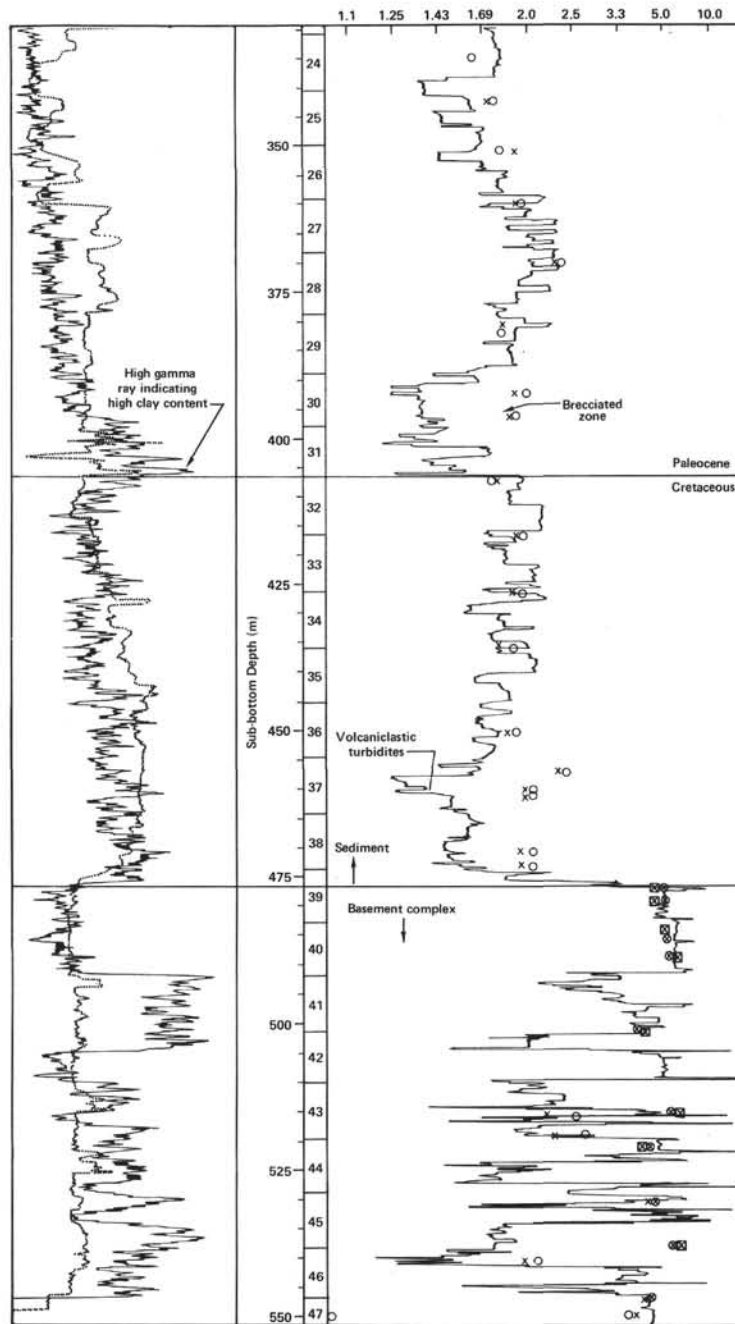 1.1 1.25 1.43 1.69 2.0 2.5 3.3 5.0 10.0
24
25
350
26
27
375
28
29
High gamma
ray indicating
high clay content
30
Brecciated
zone
400
31
Paleocene
Cretaceous
32
33
425
34
Sub-bottom Depth (m)
35
450
36
Volcaniclastic
turbidites
37
38
Sediment
475
39
Basement complex
40
41
500
42
43
44
525
45
46
550
47